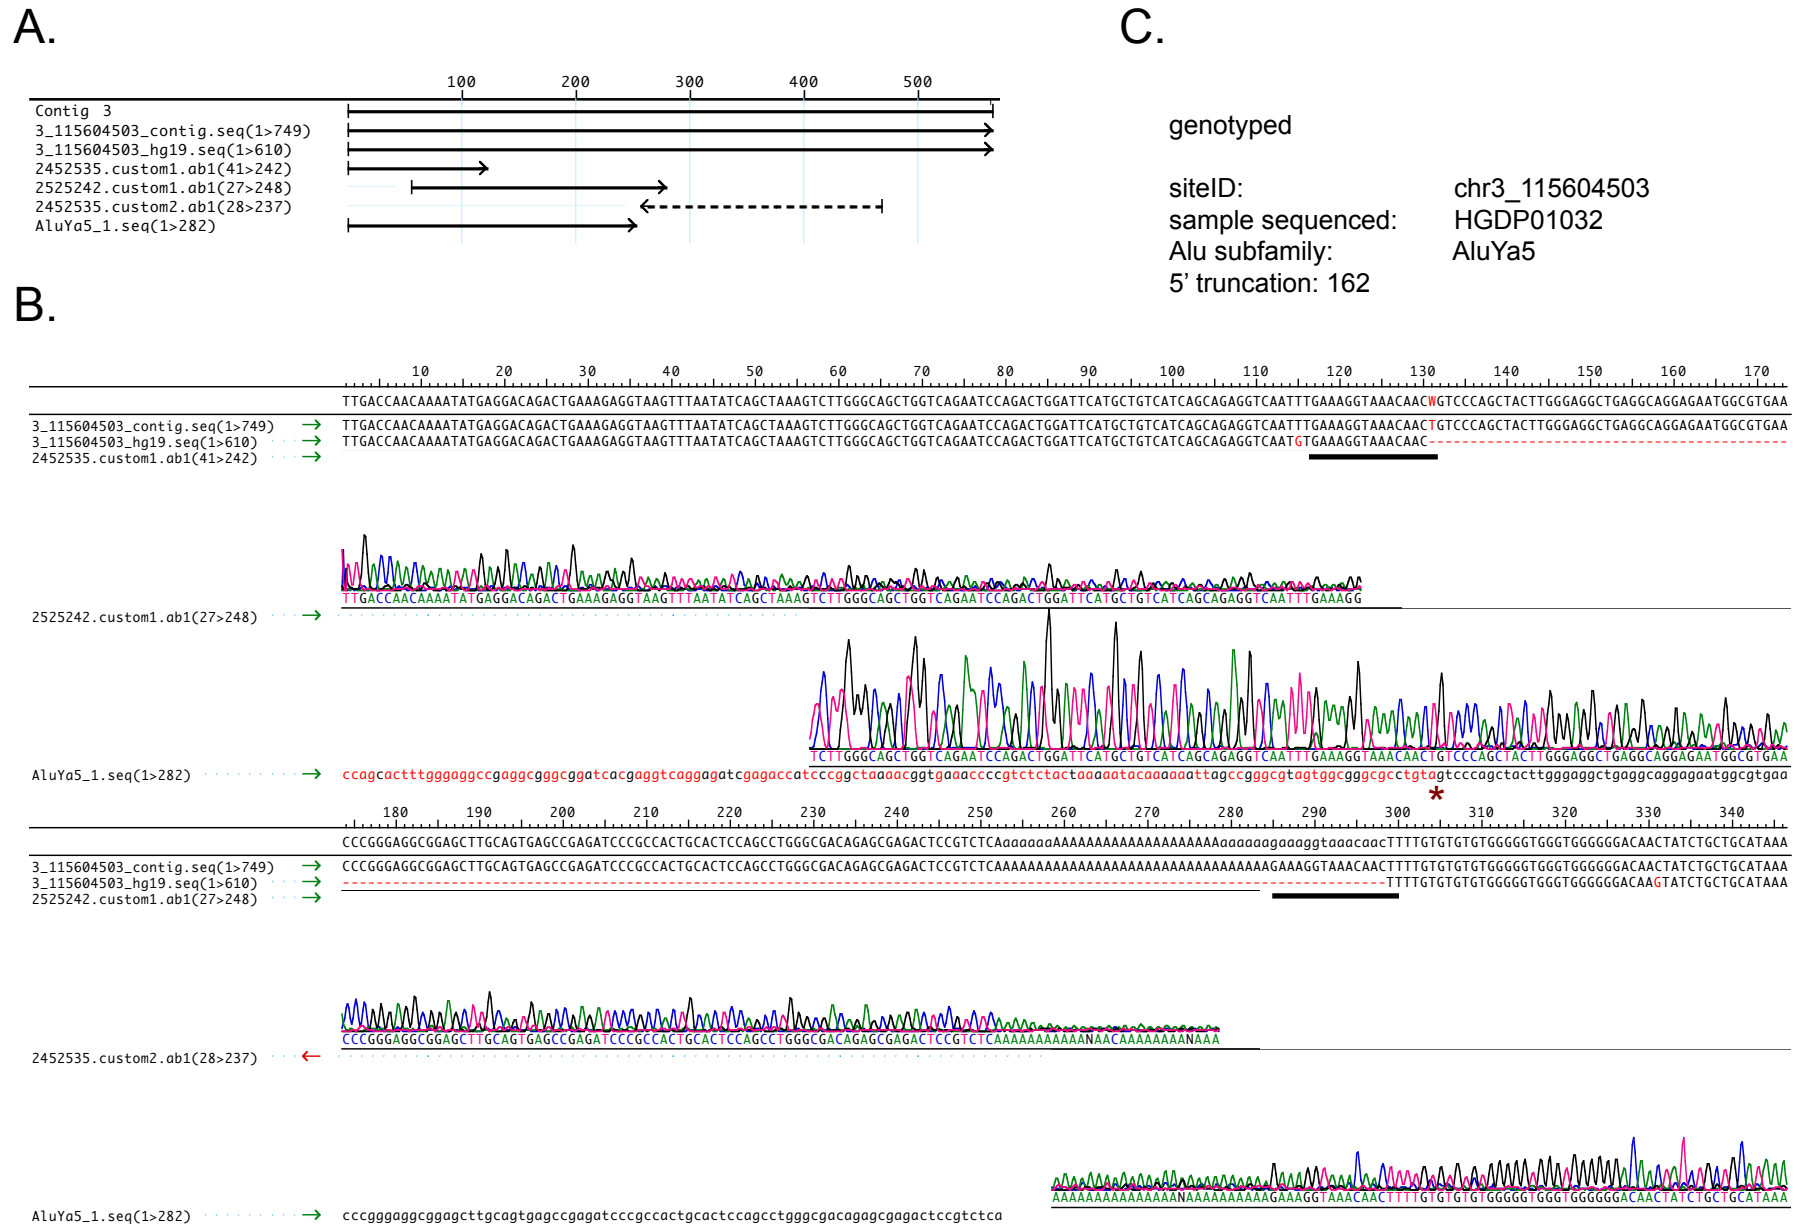 A.
C.
100 200 300 400 500
Contig 3
3_115604503_contig.seq(1>749)
3_115604503_hg19.seq(1>610)
2452535.custom1.ab1(41>242)
2525242.custom1.ab1(27>248)
2452535.custom2.ab1(28>237)
AluYa5_1.seq(1>282)
genotyped
siteID: chr3_115604503
sample sequenced: HGDP01032
Alu subfamily: AluYa5
5' truncation: 162
B.
10 20 30 40 50 60 70 80 90 100 110 120 130 140 150 160 170
TTGACCAACAAAATATGAGGACAGACTGAAAGAGGTAAGTTTAATATCAGCTAAAGTCTTGGGCAGCTGGTCAGAATCCAGACTGGATTCATGCTGTCATCAGCAGAGGTCAATTTGAAAGGTAAACAACWGTCCCAGCTACTTGGGAGGCTGAGGCAGGAGAATGGCGTGAA
3_115604503_contig.seq(1>749) → TTGACCAACAAAATATGAGGACAGACTGAAAGAGGTAAGTTTAATATCAGCTAAAGTCTTGGGCAGCTGGTCAGAATCCAGACTGGATTCATGCTGTCATCAGCAGAGGTCAATTTGAAAGGTAAACAACTGTCCCAGCTACTTGGGAGGCTGAGGCAGGAGAATGGCGTGAA
3_115604503_hg19.seq(1>610) → TTGACCAACAAAATATGAGGACAGACTGAAAGAGGTAAGTTTAATATCAGCTAAAGTCTTGGGCAGCTGGTCAGAATCCAGACTGGATTCATGCTGTCATCAGCAGAGGTCAATGTGAAAGGTAAACAAC-------------------------------------------
2452535.custom1.ab1(41>242) →
TTGACCAACAAAATATGAGGACAGACTGAAAGAGGTAAGTTTAATATCAGCTAAAGTCTTGGGCAGCTGGTCAGAATCCAGACTGGATTCATGCTGTCATCAGCAGAGGTCAATTTGAAAGG
2525242.custom1.ab1(27>248) →
TCTTGGGCAGCTGGTCAGAATCCAGACTGGATTCATGCTGTCATCAGCAGAGGTCAATTTGAAAGGTAAACAACTGTCCCAGCTACTTGGGAGGCTGAGGCAGGAGAATGGCGTGAA
AluYa5_1.seq(1>282) → ccagcactttgggaggccgaggcgggcggatcacgaggtcaggagatcgagaccatcccggctaaaacggtgaaaccccgtctctactaaaaatacaaaaaattagccgggcgtagtggcgggcgcctgtagtcccagctacttgggaggctgaggcaggagaatggcgtgaa
*
180 190 200 210 220 230 240 250 260 270 280 290 300 310 320 330 340
CCCGGGAGGCGGAGCTTGCAGTGAGCCGAGATCCCGCCACTGCACTCCAGCCTGGGCGACAGAGCGAGACTCCGTCTCAaaaaaaAAAAAAAAAAAAAAAAAAAAaaaaaagaaaggtaaacaacTTTTGTGTGTGTGGGGGTGGGTGGGGGGACAACTATCTGCTGCATAAA
3_115604503_contig.seq(1>749) → CCCGGGAGGCGGAGCTTGCAGTGAGCCGAGATCCCGCCACTGCACTCCAGCCTGGGCGACAGAGCGAGACTCCGTCTCAAAAAAAAAAAAAAAAAAAAAAAAAAAAAAAAGAAAGGTAAACAACTTTTGTGTGTGTGGGGGTGGGTGGGGGGACAACTATCTGCTGCATAAA
3_115604503_hg19.seq(1>610) → TTTTGTGTGTGTGGGGGTGGGTGGGGGGACAAGTATCTGCTGCATAAA
2525242.custom1.ab1(27>248) →
CCCGGGAGGCGGAGCTTGCAGTGAGCCGAGATCCCGCCACTGCACTCCAGCCTGGGCGACAGAGCGAGACTCCGTCTCAAAAAAAAAAANAACAAAAAAAANAAA
2452535.custom2.ab1(28>237) ←
AAAAAAAAAAAAAAANAAAAAAAAAAGAAAGGTAAACAACTTTTGTGTGTGTGGGGGTGGGTGGGGGGACAACTATCTGCTGCATAAA
AluYa5_1.seq(1>282) → cccgggaggcggagcttgcagtgagccgagatcccgccactgcactccagcctgggcgacagagcgagactccgtctca